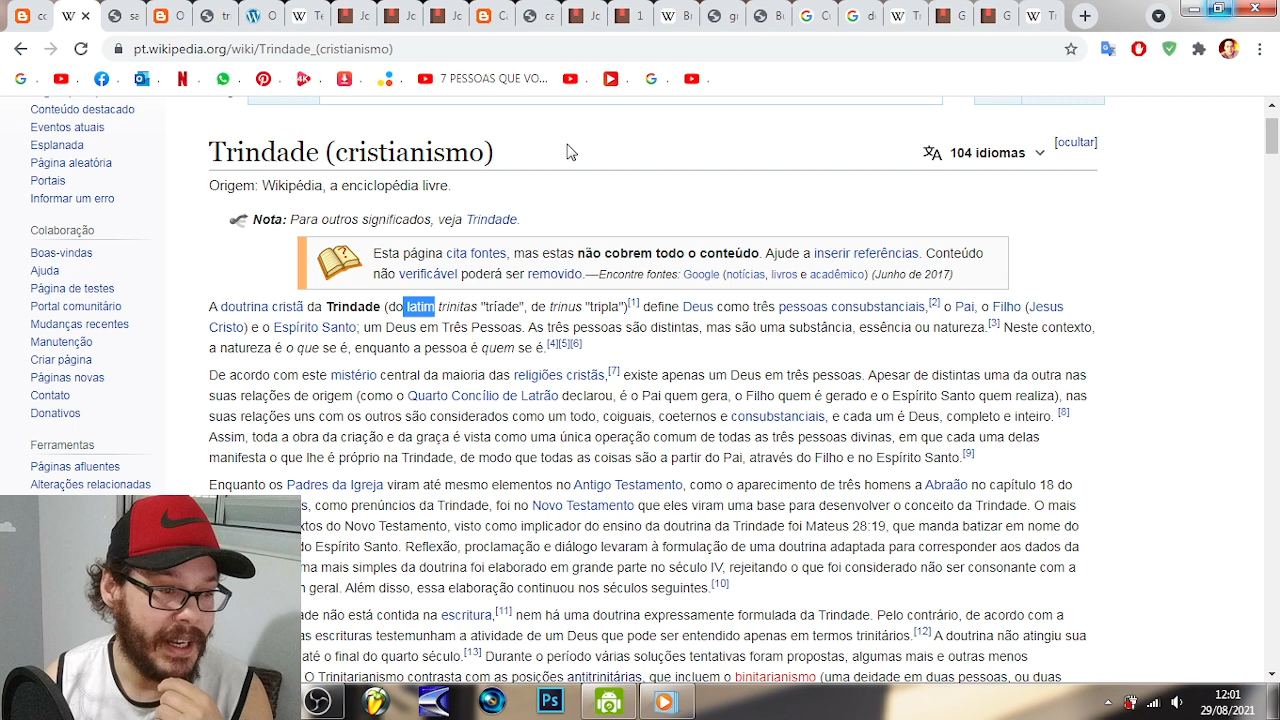 cc
sa
O
tr
O
Te
Jc
Jc
Jc
C
ca
Jc
1
Br
gr
Bu
C
de
Tr
G
G
Tr
pt.wikipedia.org/wiki/Trindade_(cristianismo)
7 PESSOAS QUE VO...
Conteúdo destacado
Eventos atuais
Esplanada
Página aleatória
Portais
Informar um erro
Colaboração
Boas-vindas
Ajuda
Página de testes
Portal comunitário
Mudanças recentes
Manutenção
Criar página
Páginas novas
Contato
Donativos
Ferramentas
Páginas afluentes
Alterações relacionadas
Trindade (cristianismo)
104 idiomas
[ocultar]
Origem: Wikipédia, a enciclopédia livre.
Nota: Para outros significados, veja Trindade.
Esta página cita fontes, mas estas não cobrem todo o conteúdo. Ajude a inserir referências. Conteúdo
não verificável poderá ser removido.—Encontre fontes: Google (notícias, livros e acadêmico) (Junho de 2017)
A doutrina cristã da Trindade (do latim trinitas "tríade", de trinus "tripla")[1] define Deus como três pessoas consubstanciais,[2] o Pai, o Filho (Jesus
Cristo) e o Espírito Santo; um Deus em Três Pessoas. As três pessoas são distintas, mas são uma substância, essência ou natureza.[3] Neste contexto,
a natureza é o que se é, enquanto a pessoa é quem se é.[4][5][6]
De acordo com este mistério central da maioria das religiões cristãs,[7] existe apenas um Deus em três pessoas. Apesar de distintas uma da outra nas
suas relações de origem (como o Quarto Concílio de Latrão declarou, é o Pai quem gera, o Filho quem é gerado e o Espírito Santo quem realiza), nas
suas relações uns com os outros são considerados como um todo, coiguais, coeternos e consubstanciais, e cada um é Deus, completo e inteiro. [8]
Assim, toda a obra da criação e da graça é vista como uma única operação comum de todas as três pessoas divinas, em que cada uma delas
manifesta o que lhe é próprio na Trindade, de modo que todas as coisas são a partir do Pai, através do Filho e no Espírito Santo.[9]
Enquanto os Padres da Igreja viram até mesmo elementos no Antigo Testamento, como o aparecimento de três homens a Abraão no capítulo 18 do
s, como prenúncios da Trindade, foi no Novo Testamento que eles viram uma base para desenvolver o conceito da Trindade. O mais
xtos do Novo Testamento, visto como implicador do ensino da doutrina da Trindade foi Mateus 28:19, que manda batizar em nome do
o Espírito Santo. Reflexão, proclamação e diálogo levaram à formulação de uma doutrina adaptada para corresponder aos dados da
ma mais simples da doutrina foi elaborado em grande parte no século IV, rejeitando o que foi considerado não ser consonante com a
geral. Além disso, essa elaboração continuou nos séculos seguintes.[10]
ade não está contida na escritura,[11] nem há uma doutrina expressamente formulada da Trindade. Pelo contrário, de acordo com a
as escrituras testemunham a atividade de um Deus que pode ser entendido apenas em termos trinitários.[12] A doutrina não atingiu sua
até o final do quarto século.[13] Durante o período várias soluções tentativas foram propostas, algumas mais e outras menos
O Trinitarismo contrasta com as posições antitrinitárias, que incluem o binitarianismo (uma deidade em duas pessoas, ou duas
Ps
12:01
29/08/2021